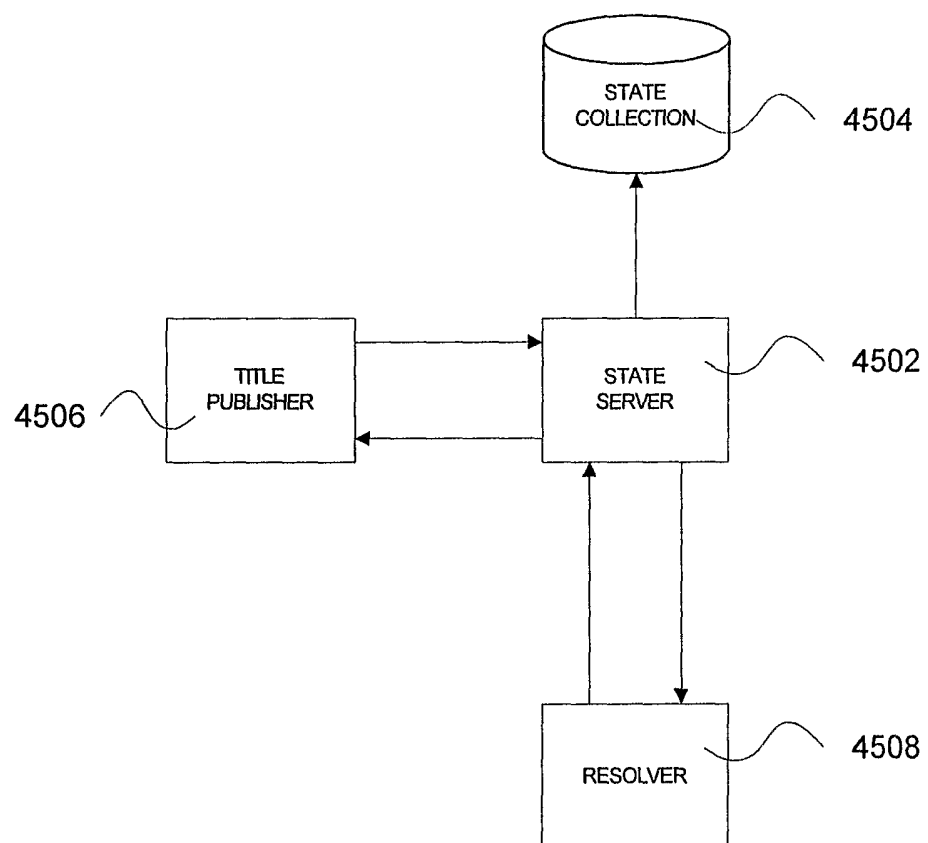 STATE
COLLECTION
4504
TITLE
PUBLISHER
4506
STATE
SERVER
4502
RESOLVER
4508